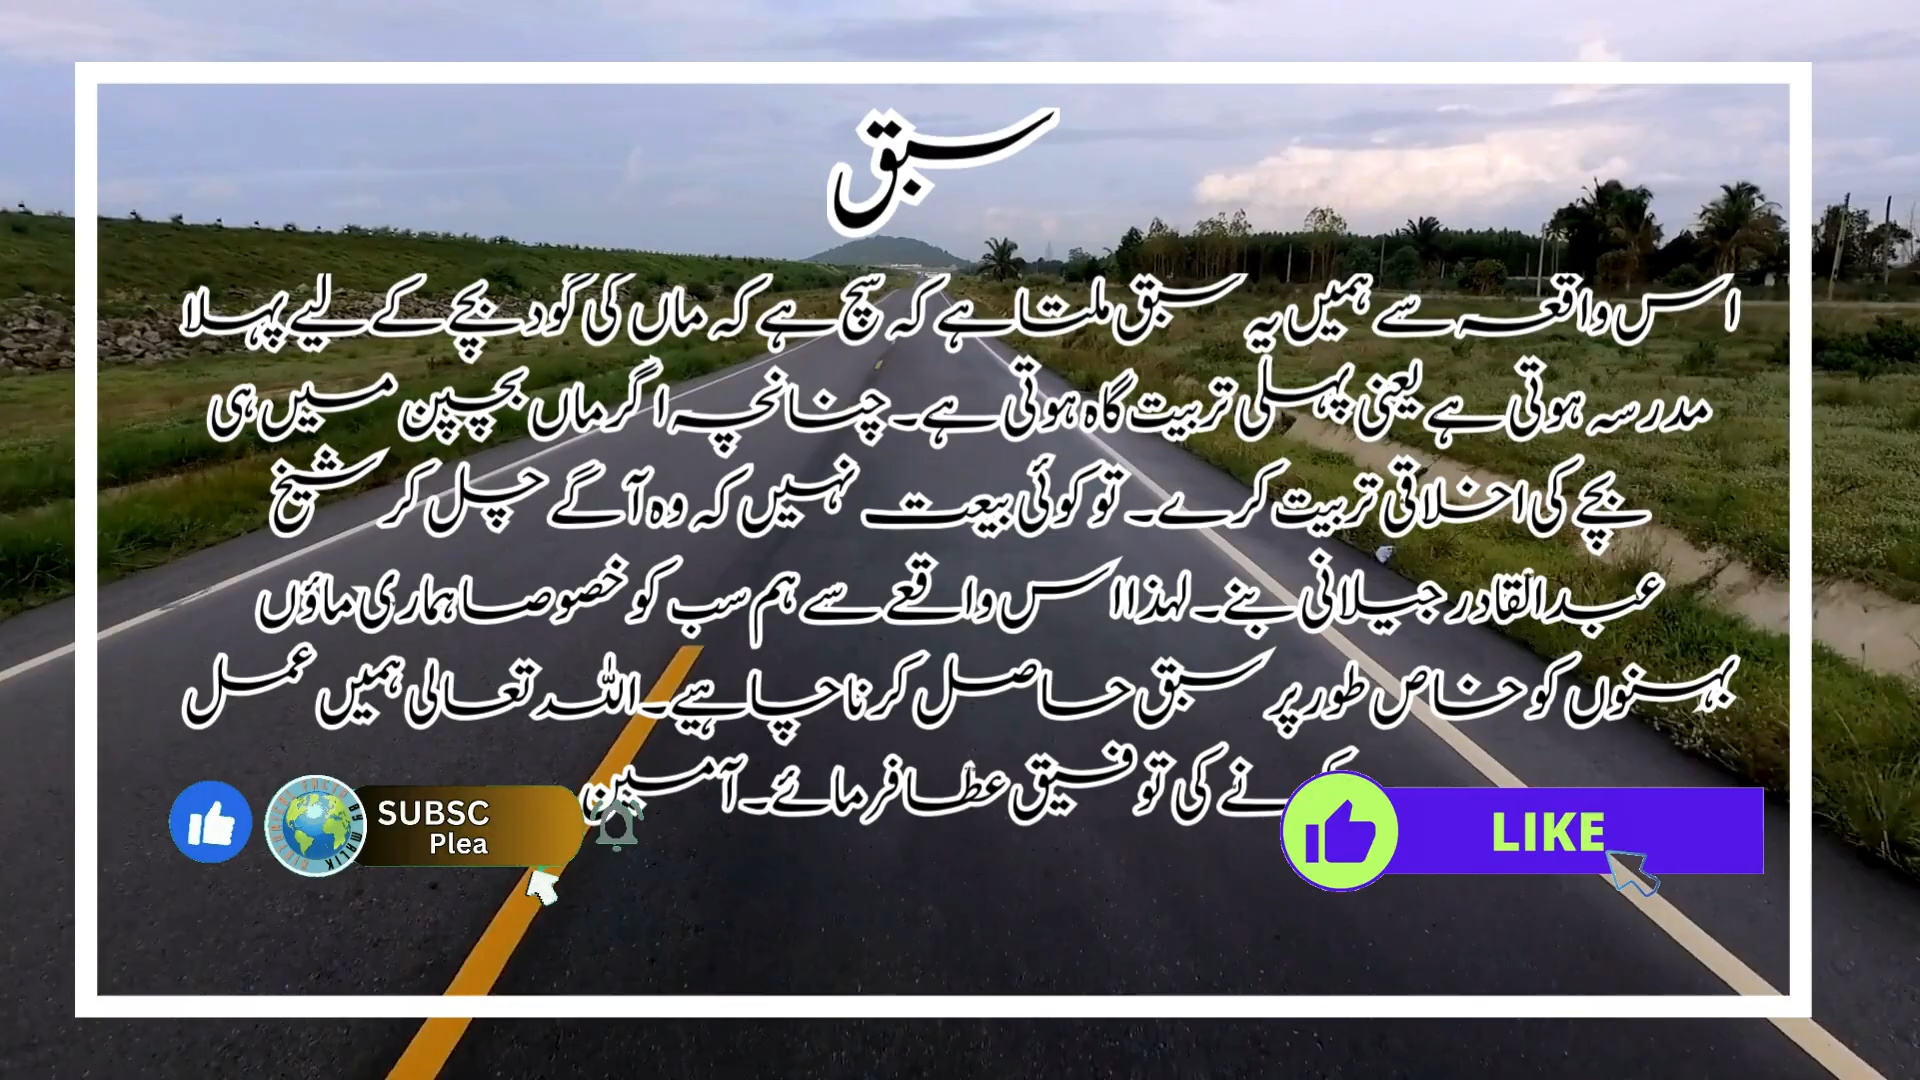 سبق
اس واقعہ سے ہمیں یہ سبق ملتا ہے کہ سچ ہے کہ ماں کی گود بچے کے لیے پہلا
مدرسہ ہوتی ہے یعنی پہلی تربیت گاہ ہوتی ہے۔ چنانچہ اگر ماں بچپن میں ہی
بچے کی اخلاقی تربیت کرے۔ تو کوئی بیعت نہیں کہ وہ آگے چل کر شیخ
عبدالقادر جیلانی بنے۔ لہذا اس واقعے سے ہم سب کو خصوصا ہماری ماؤں
بہنوں کو خاص طور پر سبق حاصل کرنا چاہیے۔ اللہ تعالی ہمیں عمل
نے کی توفیق عطا فرمائے۔ آمین
SUBSC
Plea
LIKE
BY MALIK